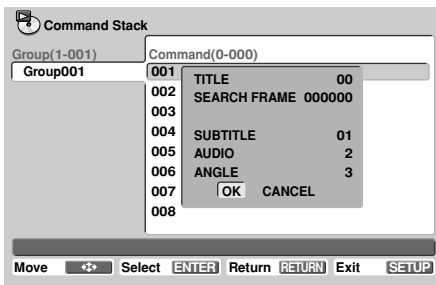 Command Stack
Group(1-001) Command(0-000)
Group001 001
002
003
004
005
006
007
008
TITLE 00
SEARCH FRAME 000000
SUBTITLE 01
AUDIO 2
ANGLE 3
OK CANCEL
Move Select ENTER Return RETURN Exit SETUP